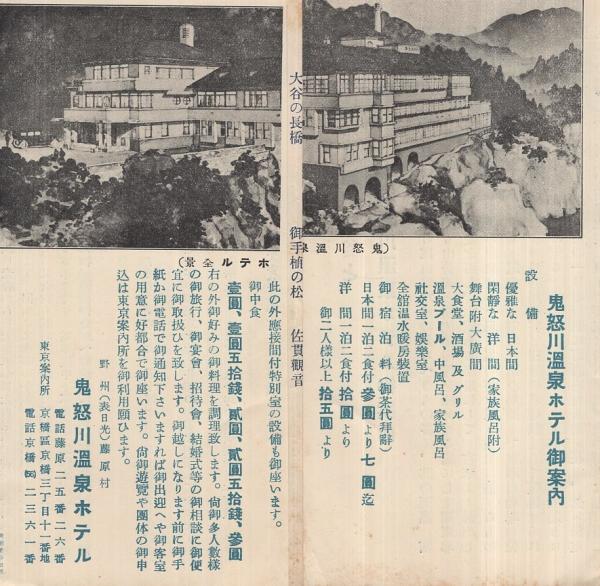 (鬼怒川溫泉
ホテル全景)
大谷の長橋
御手植の松
佐貫觀音
鬼怒川溫泉ホテル御案內
設備
優雅な 日本間
閑靜な 洋間(家族風呂附)
舞台附大廣間
大食堂、酒場 及 グリル
溫泉プール、中風呂、家族風呂
社交室、娛樂室
全館溫水暖房裝置
御宿泊料(御茶代拜辭)
日本間一泊二食付 參圓より七圓迄
洋間一泊二食付 拾圓より
御二人樣以上 拾五圓より
此の外應接間付特別室の設備も御座います。
御中食
壹圓、壹圓五拾錢、貳圓、貳圓五拾錢、參圓
右の外御好みの御料理を調理致します。尙御多人數樣
の御旅行、御宴會、招待會、結婚式等の御相談に御便
宜に御取扱ひを致します。御越しになります前に御手
紙か御電話で御通知下さいますれば御出迎へや御客室
の用意に好都合で御座います。尙御遊覽や團体の御申
込は東京案內所を御利用願ひます。
野州(表日光)藤原村
鬼怒川溫泉ホテル
電話藤原二五番二六番
東京案內所 京橋區京橋三丁目十一番地
電話京橋(56)二三六一番